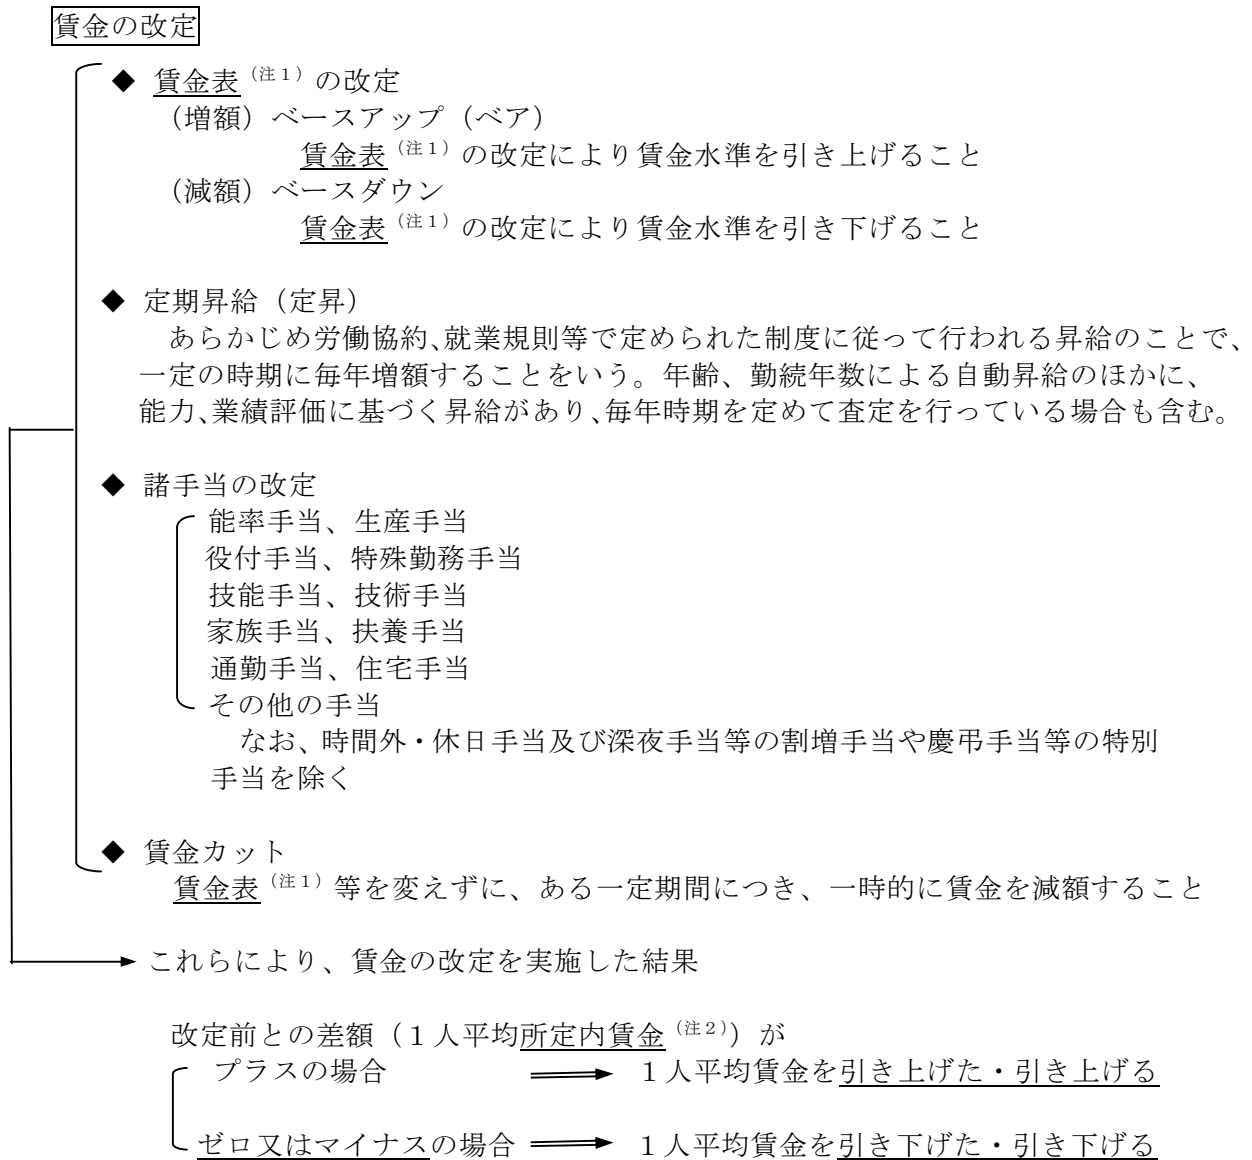 賃金の改定
◆ 賃金表（注１）の改定
（増額）ベースアップ（ベア）
賃金表（注１）の改定により賃金水準を引き上げること
（減額）ベースダウン
賃金表（注１）の改定により賃金水準を引き下げること
◆ 定期昇給（定昇）
あらかじめ労働協約、就業規則等で定められた制度に従って行われる昇給のことで、
一定の時期に毎年増額することをいう。年齢、勤続年数による自動昇給のほかに、
能力、業績評価に基づく昇給があり、毎年時期を定めて査定を行っている場合も含む。
◆ 諸手当の改定
能率手当、生産手当
役付手当、特殊勤務手当
技能手当、技術手当
家族手当、扶養手当
通勤手当、住宅手当
その他の手当
なお、時間外・休日手当及び深夜手当等の割増手当や慶弔手当等の特別
手当を除く
◆ 賃金カット
賃金表（注１）等を変えずに、ある一定期間につき、一時的に賃金を減額すること
これらにより、賃金の改定を実施した結果
改定前との差額（１人平均所定内賃金（注２））が
プラスの場合 １人平均賃金を引き上げた・引き上げる
ゼロ又はマイナスの場合 １人平均賃金を引き下げた・引き下げる